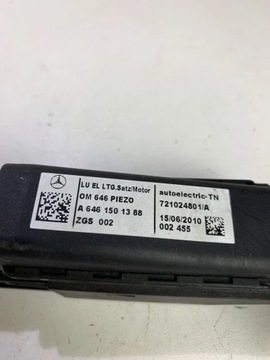 LU EL LTG.Satz/Motor
OM 646 PIEZO
A 646 150 13 88
ZGS 002
autoelectric-TN
721024801/A
15/06/2010
002 455